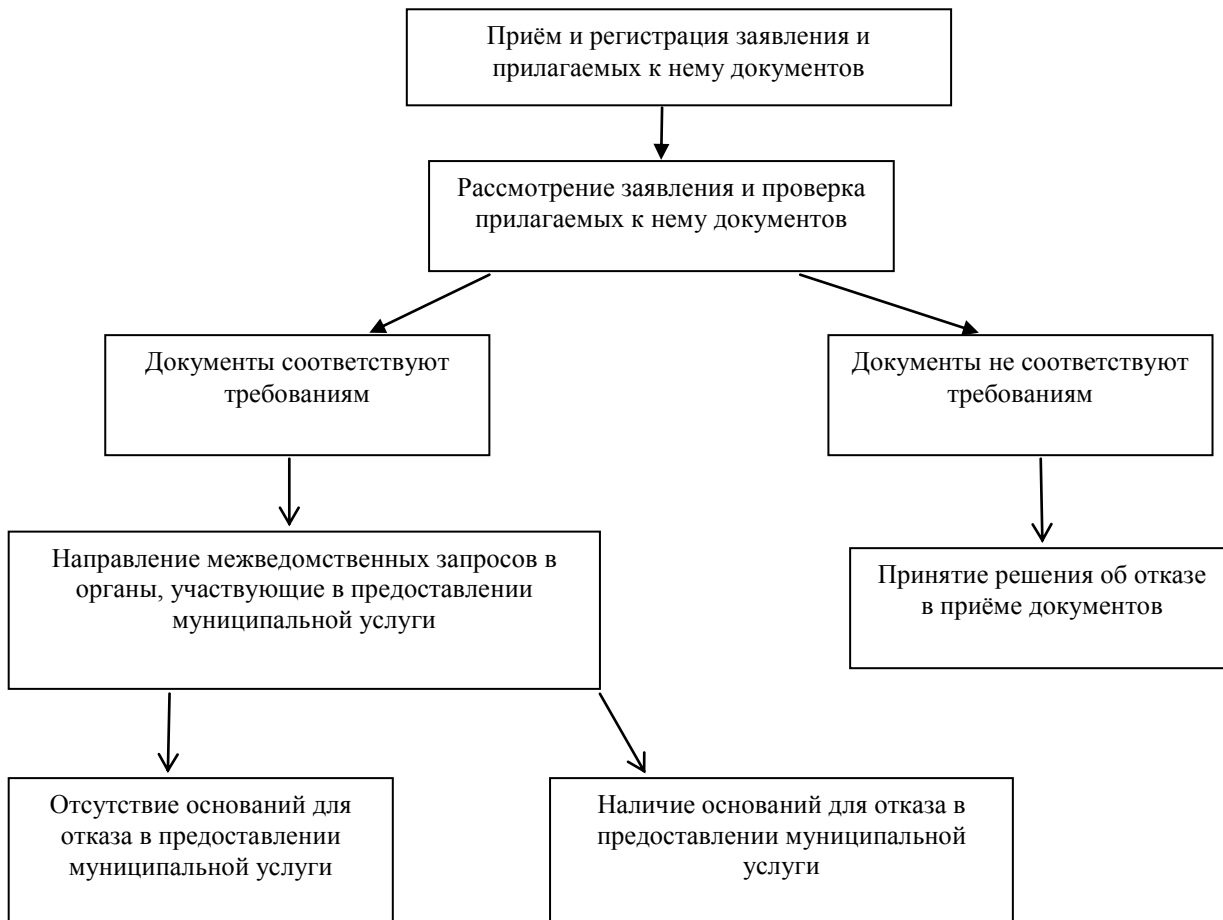 Приём и регистрация заявления и
прилагаемых к нему документов
Рассмотрение заявления и проверка
прилагаемых к нему документов
Документы соответствуют
требованиям
Документы не соответствуют
требованиям
Направление межведомственных запросов в
органы, участвующие в предоставлении
муниципальной услуги
Принятие решения об отказе
в приёме документов
Отсутствие оснований для
отказа в предоставлении
муниципальной услуги
Наличие оснований для отказа в
предоставлении муниципальной
услуги